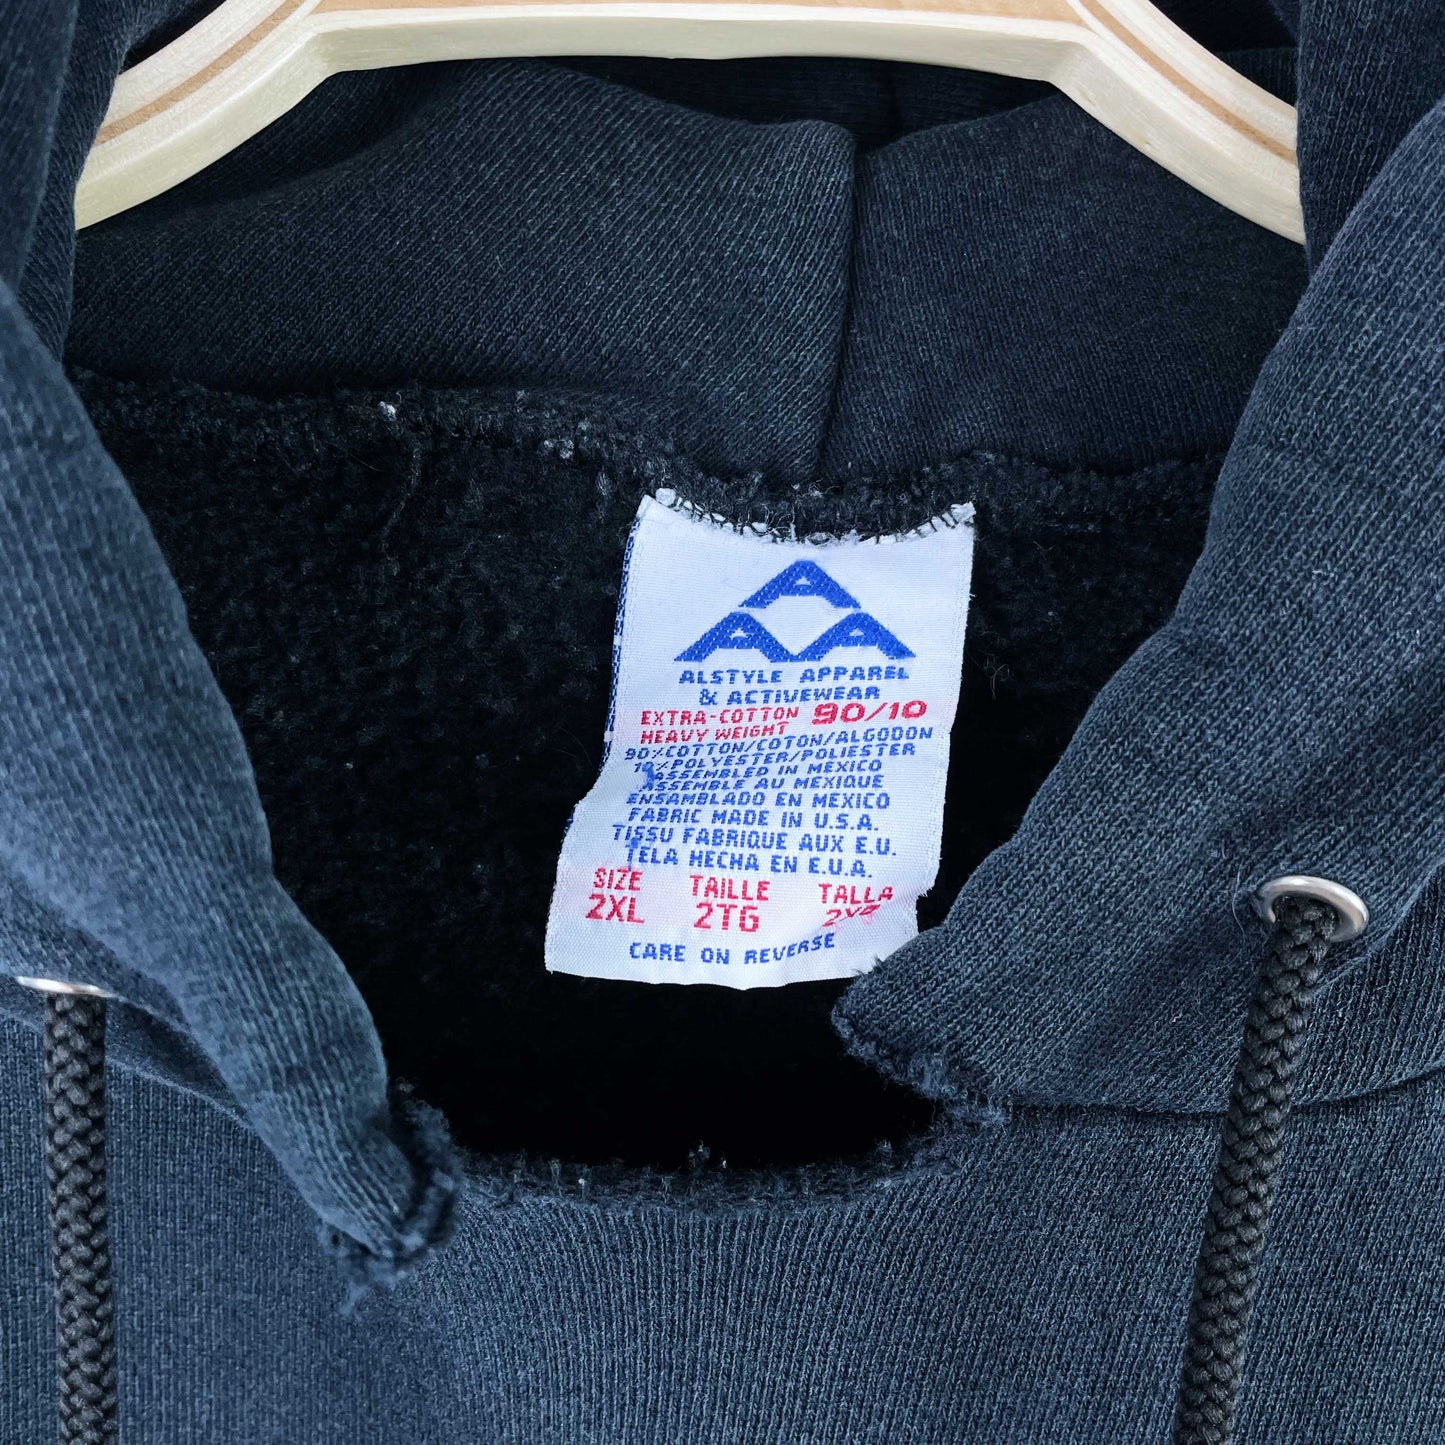 A
A A
ALSTYLE APPAREL
& ACTIVEWEAR
EXTRA-COTTON 90/10
HEAVY WEIGHT
90%COTTON/COTON/ALGODON
10%POLYESTER/POLIESTER
ASSEMBLED IN MEXICO
ASSEMBLE AU MEXIQUE
ENSAMBLADO EN MEXICO
FABRIC MADE IN U.S.A.
TISSU FABRIQUE AUX E.U.
TELA HECHA EN E.U.A.
SIZE TAILLE TALLA
2XL 2TG
CARE ON REVERSE